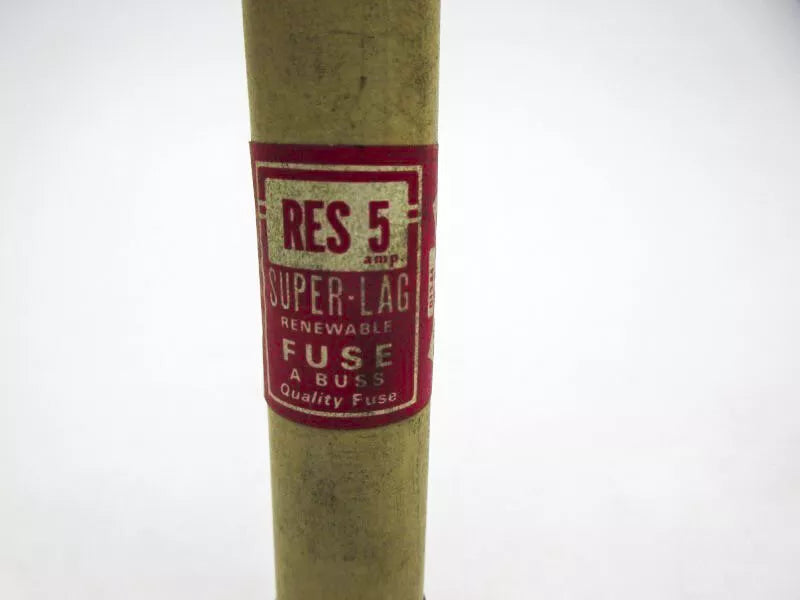 RES 5
amp
SUPER-LAG
RENEWABLE
FUSE
A BUSS
Quality Fuse